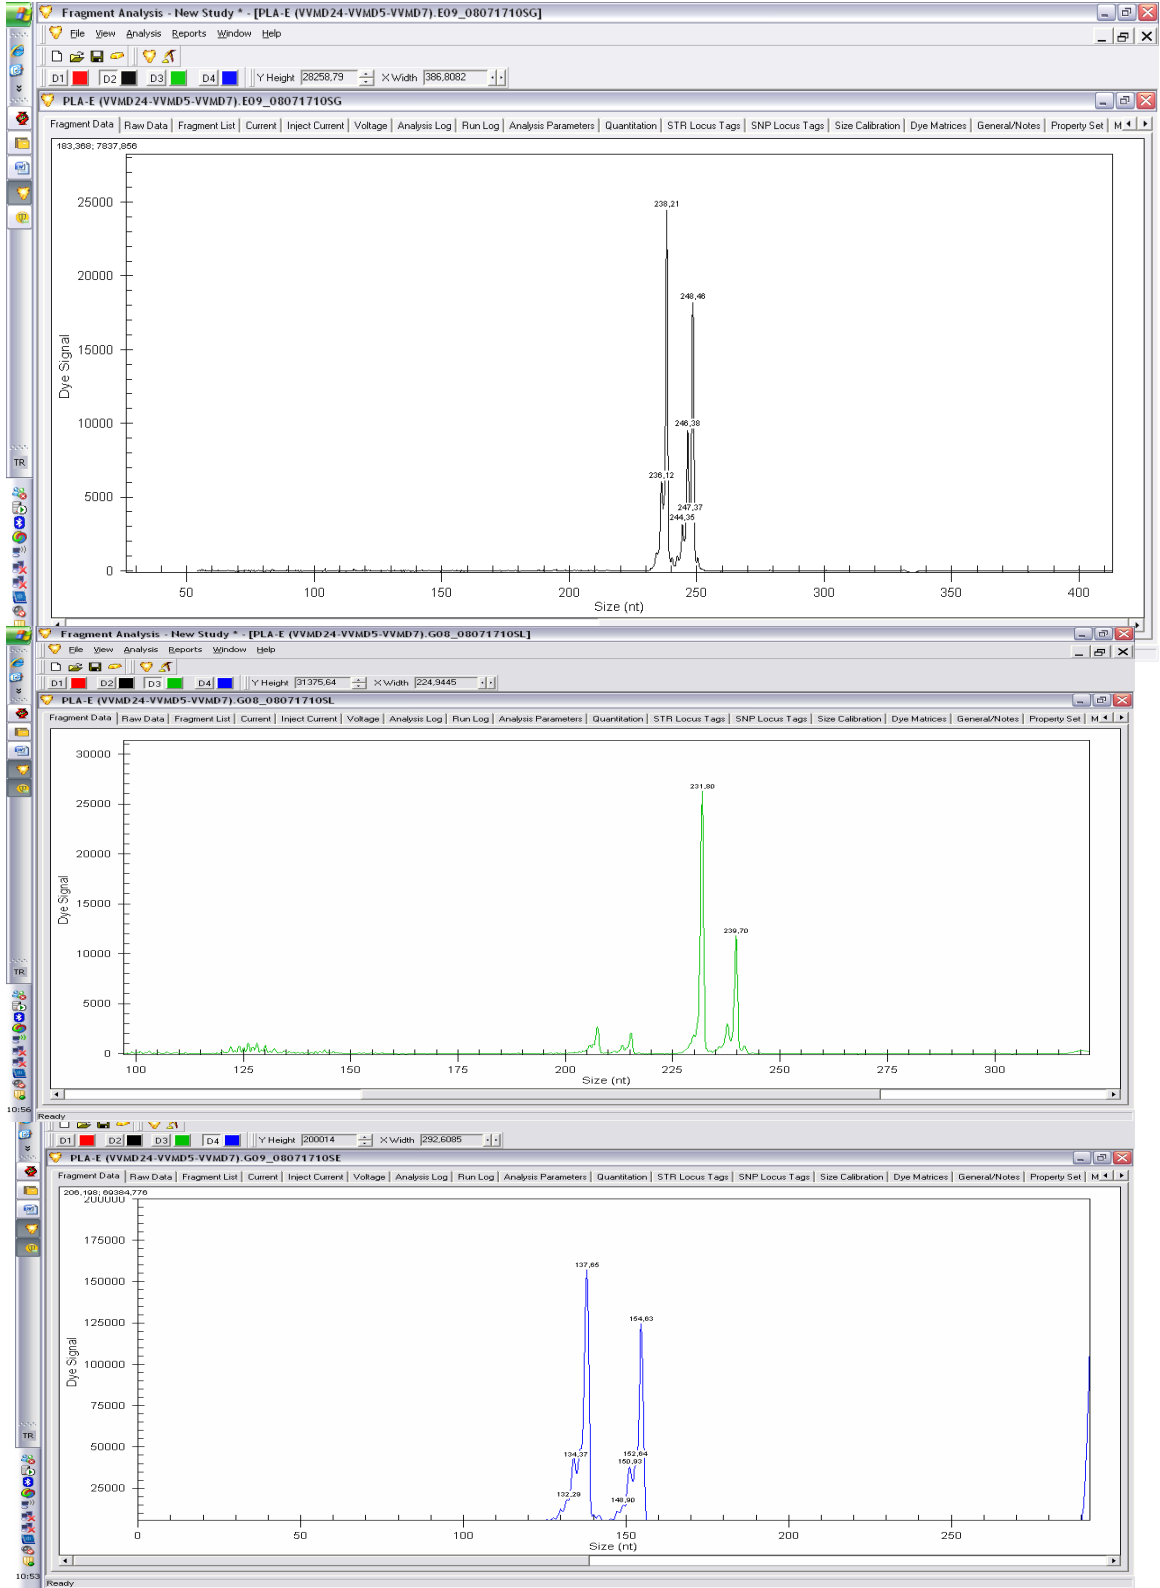 Fragment Analysis - New Study * - [PLA-E (VVMD24-VVMD5-VVMD7).E09_08071710SG]
File View Analysis Reports Window Help
D1 D2 D3 D4 Y Height 28258,79 X Width 386,8082
PLA-E (VVMD24-VVMD5-VVMD7).E09_08071710SG
Fragment Data Raw Data Fragment List Current Inject Current Voltage Analysis Log Run Log Analysis Parameters Quantitation STR Locus Tags SNP Locus Tags Size Calibration Dye Matrices General/Notes Property Set M
183,368; 7837,856
25000
20000
15000
10000
5000
0
Dye Signal
238,21
248,46
246,38
236,12
247,37
244,35
50 100 150 200 250 300 350 400
Size (nt)
TR
Fragment Analysis - New Study * - [PLA-E (VVMD24-VVMD5-VVMD7).G08_08071710SL]
File View Analysis Reports Window Help
D1 D2 D3 D4 Y Height 31375,64 X Width 224,9445
PLA-E (VVMD24-VVMD5-VVMD7).G08_08071710SL
Fragment Data Raw Data Fragment List Current Inject Current Voltage Analysis Log Run Log Analysis Parameters Quantitation STR Locus Tags SNP Locus Tags Size Calibration Dye Matrices General/Notes Property Set M
30000
25000
20000
15000
10000
5000
0
Dye Signal
231,80
239,70
100 125 150 175 200 225 250 275 300
Size (nt)
TR
10:56
Ready
D1 D2 D3 D4 Y Height 200014 X Width 292,6085
PLA-E (VVMD24-VVMD5-VVMD7).G09_08071710SE
Fragment Data Raw Data Fragment List Current Inject Current Voltage Analysis Log Run Log Analysis Parameters Quantitation STR Locus Tags SNP Locus Tags Size Calibration Dye Matrices General/Notes Property Set M
206,198; 69384,776
200000
175000
150000
125000
100000
75000
50000
25000
Dye Signal
137,65
154,63
134,37
152,64
150,93
132,29
148,90
0 50 100 150 200 250
Size (nt)
TR
10:53
Ready